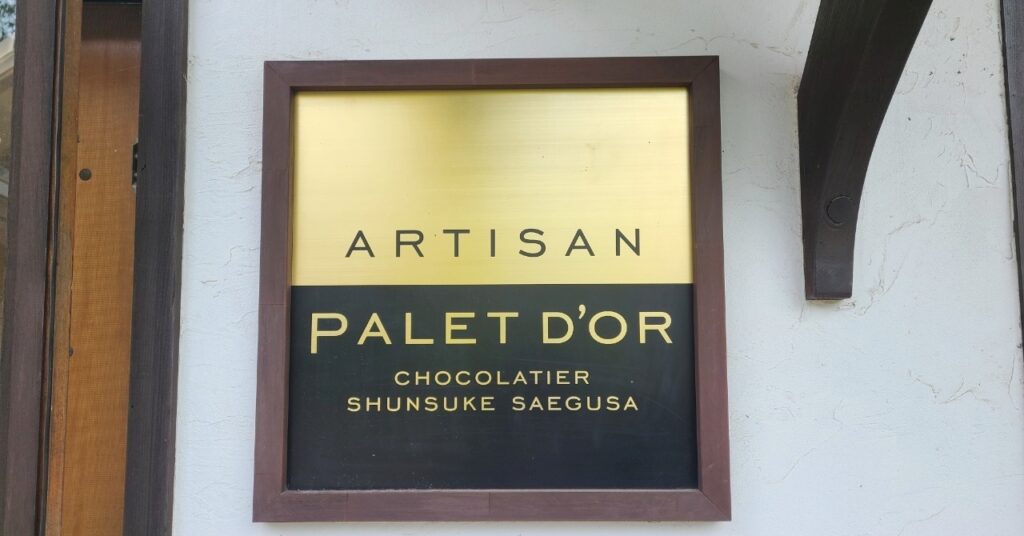 ARTISAN
PALET D'OR
CHOCOLATIER
SHUNSUKE SAEGUSA